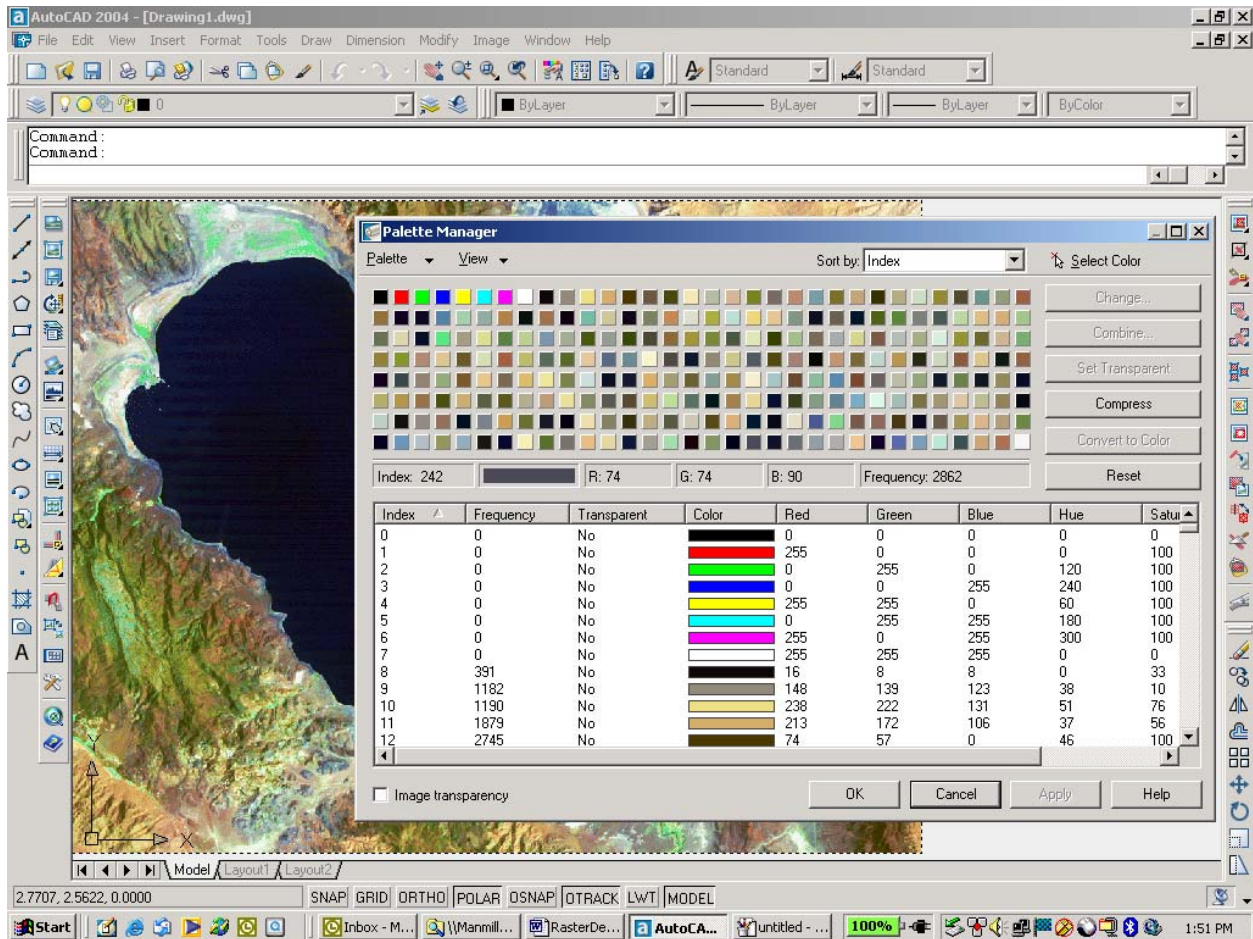 AutoCAD 2004 - [Drawing1.dwg]
File Edit View Insert Format Tools Draw Dimension Modify Image Window Help
Standard Standard
0 ByLayer ByLayer ByLayer ByColor
Command:
Command:
Palette Manager
Palette View Sort by: Index Select Color
Change...
Combine...
Set Transparent
Compress
Convert to Color
Index: 242 R: 74 G: 74 B: 90 Frequency: 2862 Reset
Index Frequency Transparent Color Red Green Blue Hue Satur
0 0 No 0 0 0 0 0
1 0 No 255 0 0 0 100
2 0 No 0 255 0 120 100
3 0 No 0 0 255 240 100
4 0 No 255 255 0 60 100
5 0 No 0 255 255 180 100
6 0 No 255 0 255 300 100
7 0 No 255 255 255 0 0
8 391 No 16 8 8 0 33
9 1182 No 148 139 123 38 10
10 1190 No 238 222 131 51 76
11 1879 No 213 172 106 37 56
12 2745 No 74 57 0 46 100
Image transparency OK Cancel Apply Help
Y
X
A
Model Layout1 Layout2
2.7707, 2.5622, 0.0000 SNAP GRID ORTHO POLAR OSNAP OTRACK LWT MODEL
Start Inbox - M... \\Manmill... RasterDe... AutoCA... untitled - ... 100% 1:51 PM